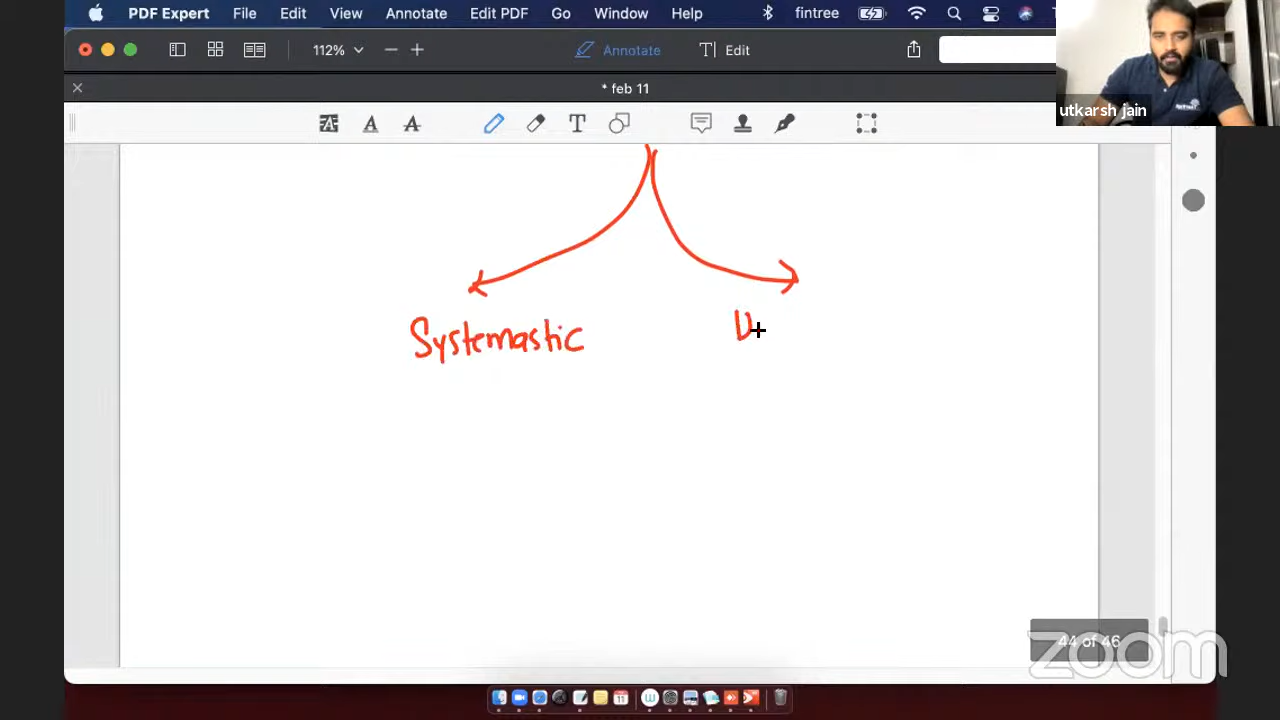 PDF Expert File Edit View Annotate Edit PDF Go Window Help fintree
112% Annotate T Edit
* feb 11
A A A T
utkarsh jain
Systemastic U
44 of 46
zoom